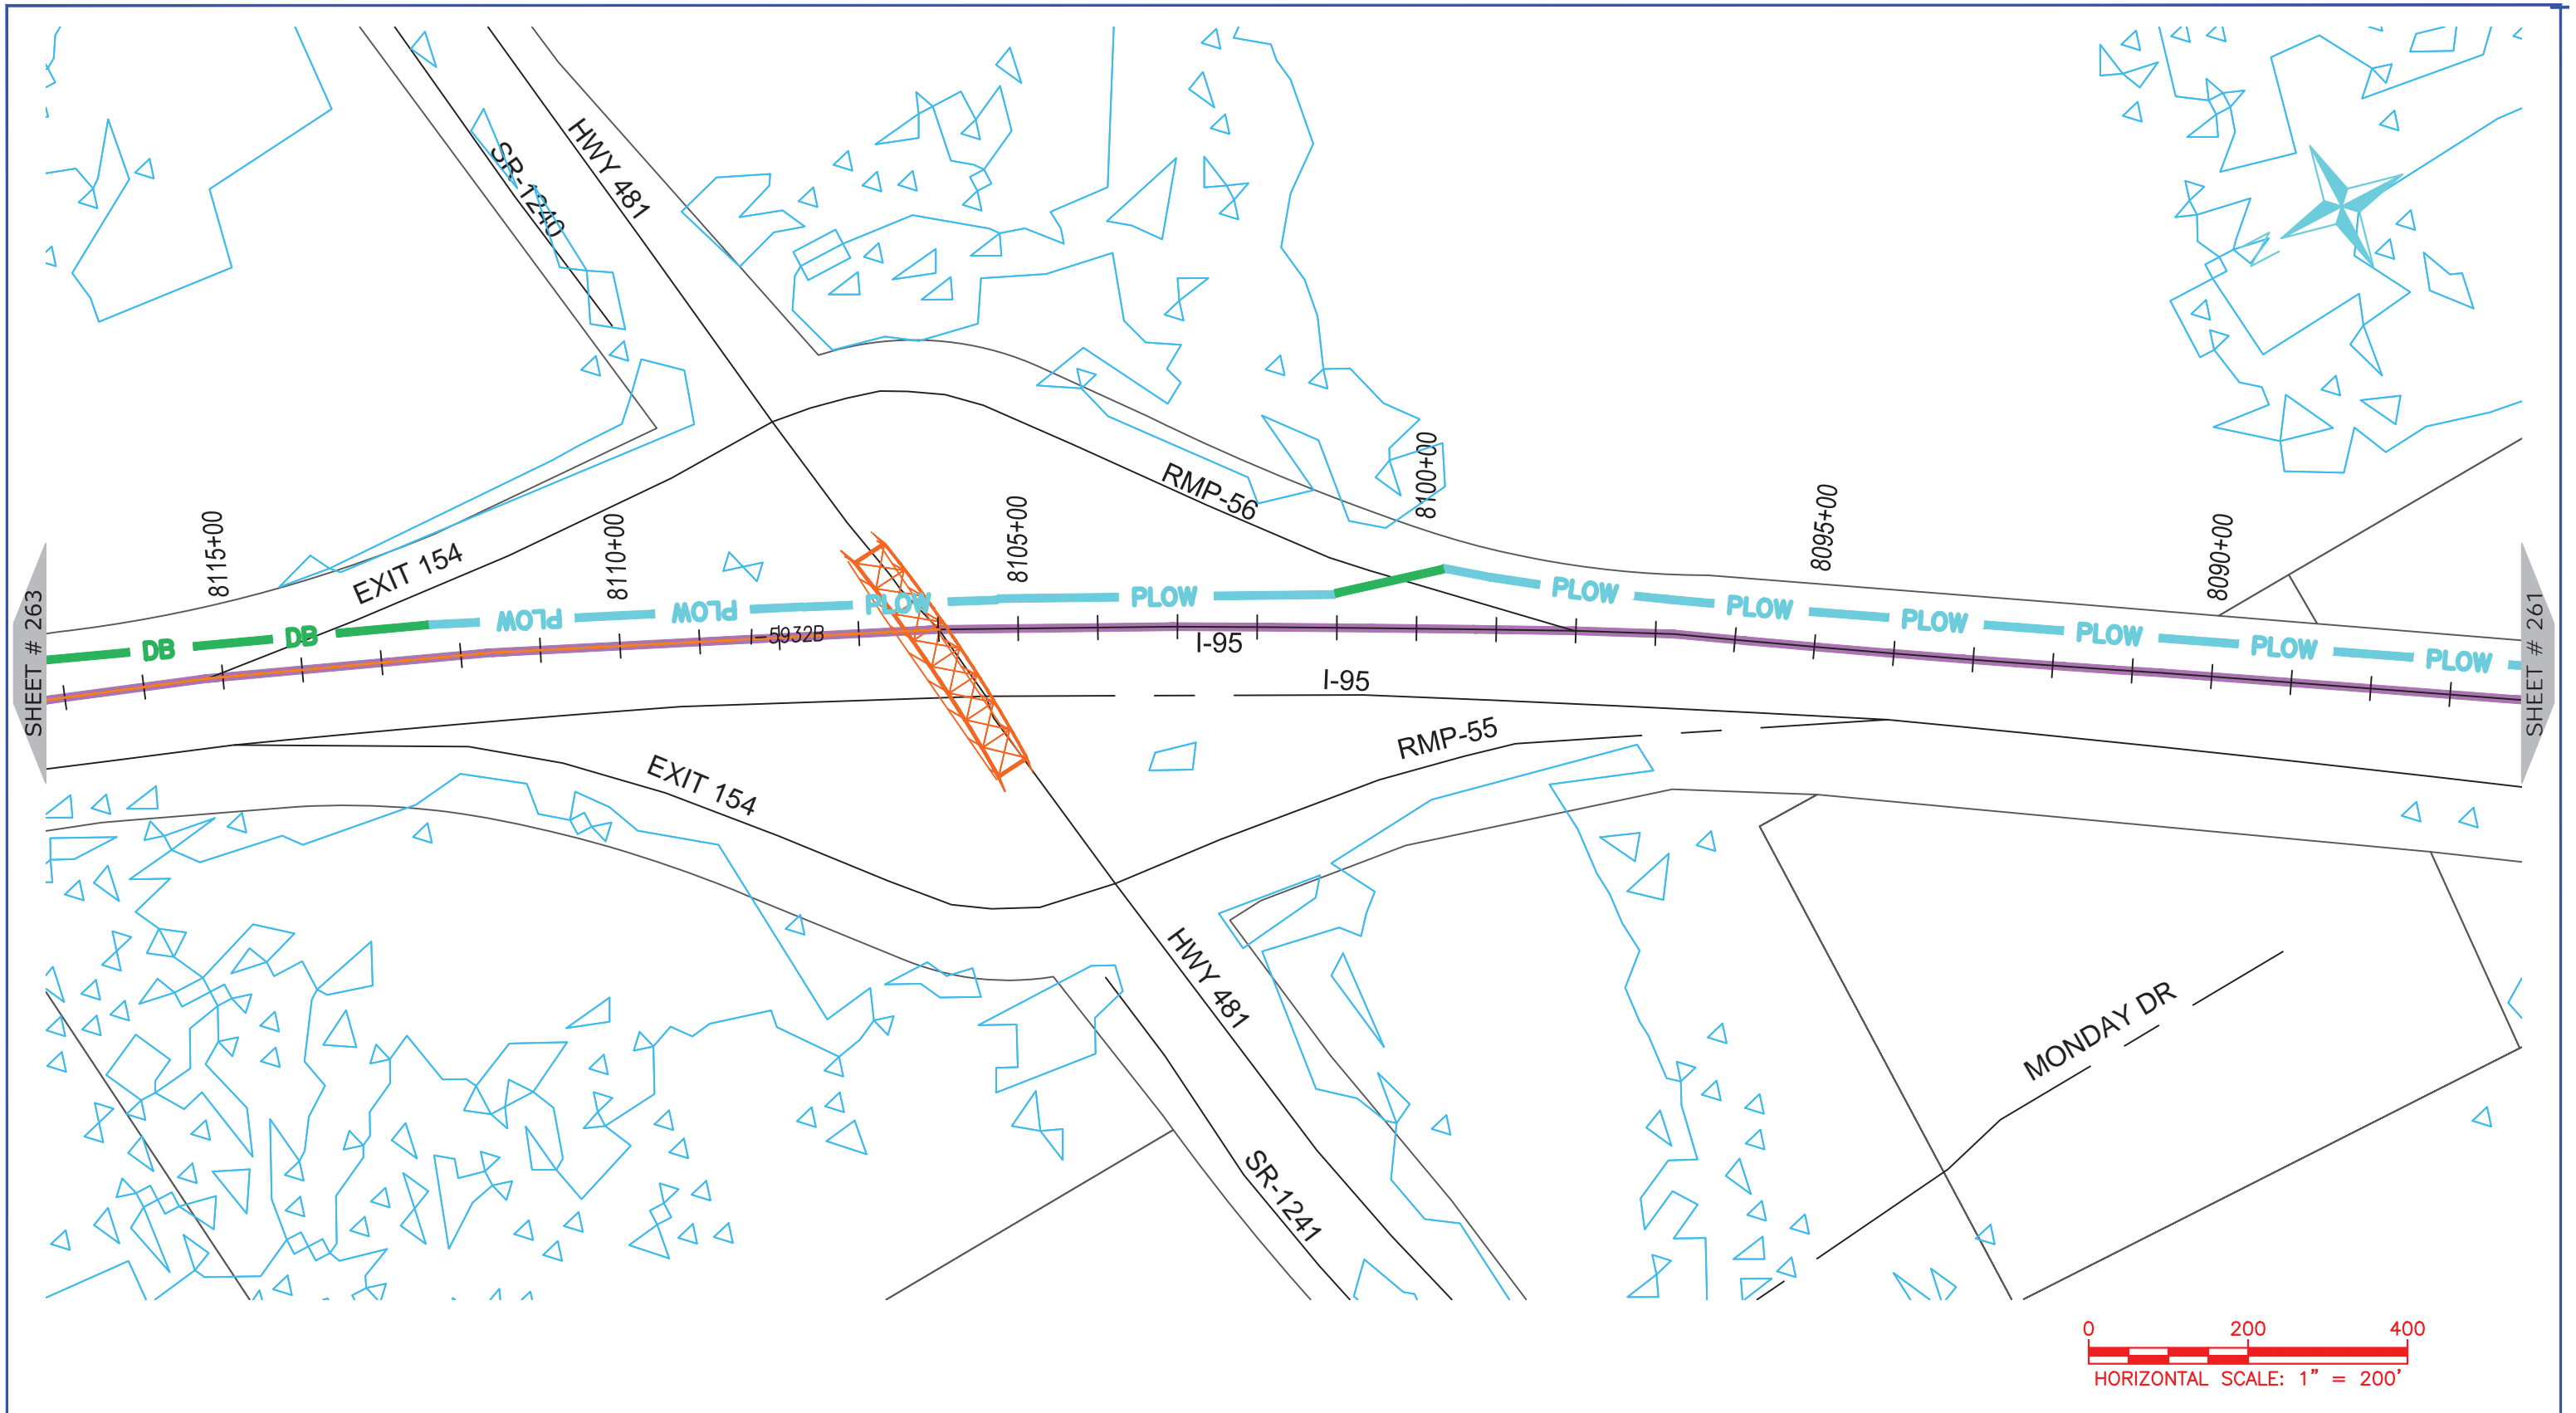 SR-1240
HWY 481
8100+00
RMP-56
8095+00
8105+00
8115+00
8110+00
8090+00
EXIT 154
PLOW
PLOW
PLOW
PLOW
PLOW
PLOW
PLOW
PLOW
PLOW
PLOW
DB
DB
I-5932B
I-95
I-95
SHEET # 263
SHEET # 261
RMP-55
EXIT 154
HWY 481
MONDAY DR
SR-1241
0 200 400
HORIZONTAL SCALE: 1" = 200'